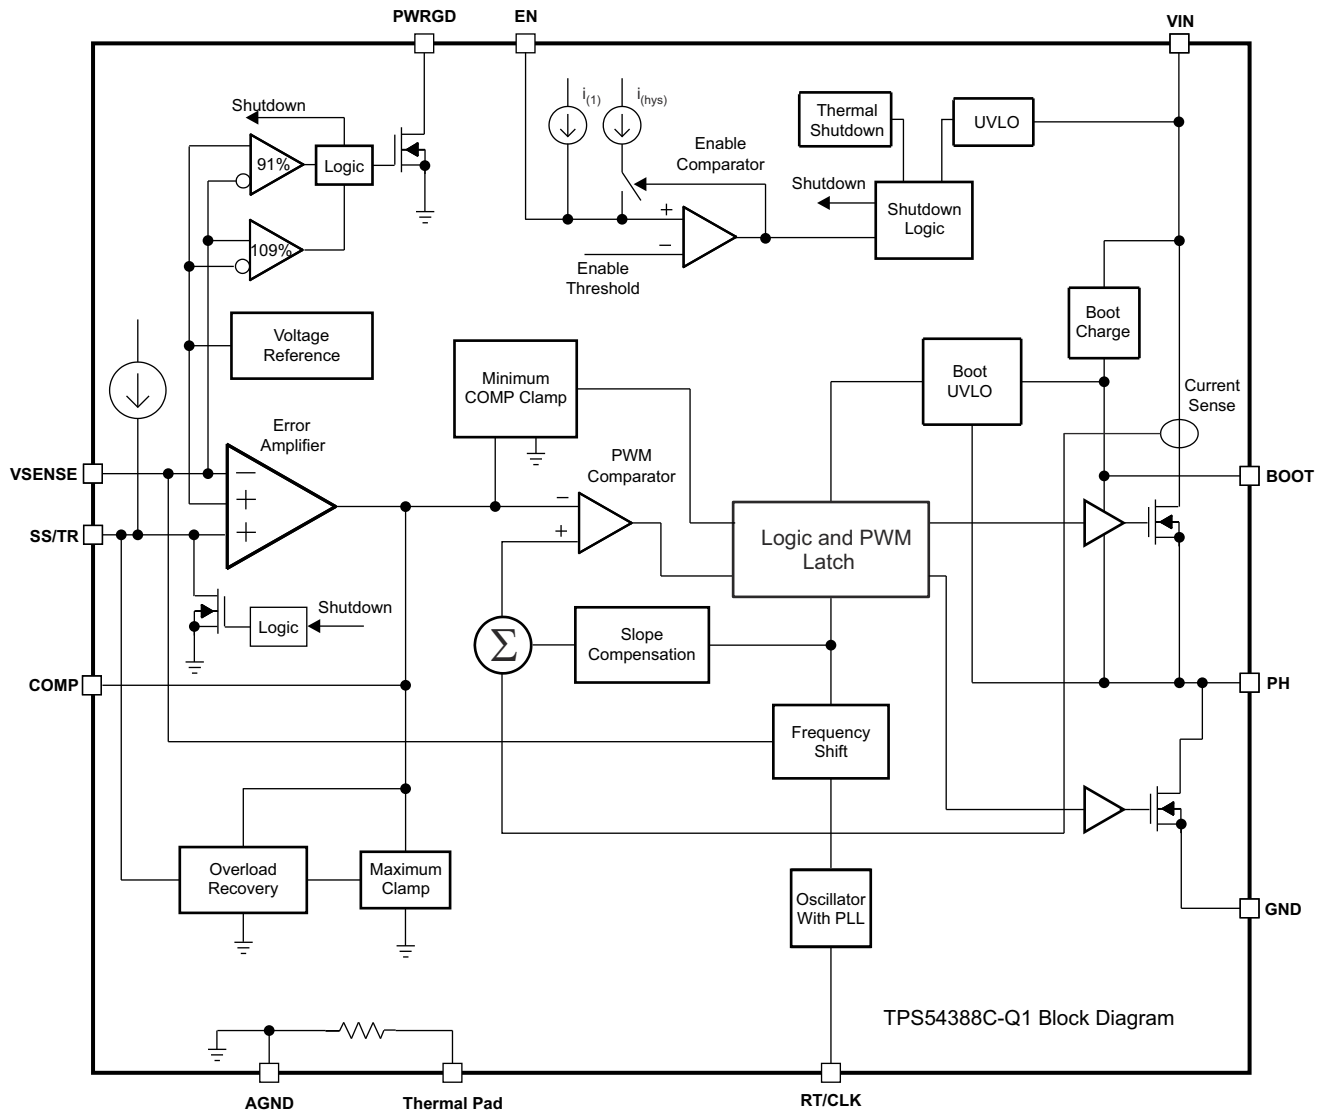 PWRGD
EN
VIN
Shutdown
91%
Logic
109%
i(1)
i(hys)
Enable
Comparator
+
−
Enable
Threshold
Thermal
Shutdown
UVLO
Shutdown
Shutdown
Logic
Boot
Charge
Voltage
Reference
Minimum
COMP Clamp
Boot
UVLO
Current
Sense
Error
Amplifier
PWM
Comparator
VSENSE
−
+
+
SS/TR
−
+
Logic and PWM
Latch
BOOT
Logic
Shutdown
Σ
Slope
Compensation
COMP
PH
Frequency
Shift
Overload
Recovery
Maximum
Clamp
Oscillator
With PLL
GND
TPS54388C-Q1 Block Diagram
AGND
Thermal Pad
RT/CLK